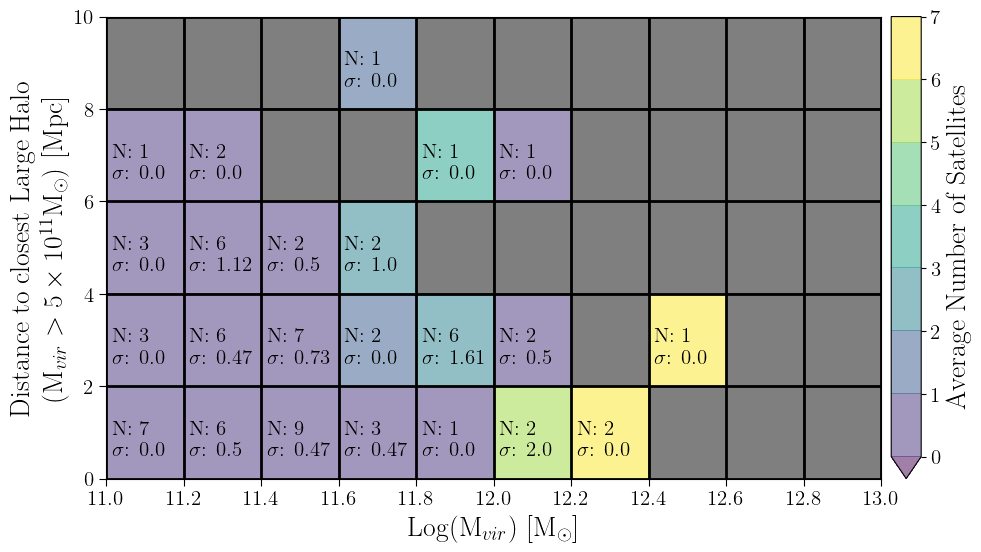 10
N: 1
σ: 0.0
8
N: 1
σ: 0.0
N: 2
σ: 0.0
N: 1
σ: 0.0
N: 1
σ: 0.0
6
N: 3
σ: 0.0
N: 6
σ: 1.12
N: 2
σ: 0.5
N: 2
σ: 1.0
4
N: 3
σ: 0.0
N: 6
σ: 0.47
N: 7
σ: 0.73
N: 2
σ: 0.0
N: 6
σ: 1.61
N: 2
σ: 0.5
N: 1
σ: 0.0
2
N: 7
σ: 0.0
N: 6
σ: 0.5
N: 9
σ: 0.47
N: 3
σ: 0.47
N: 1
σ: 0.0
N: 2
σ: 2.0
N: 2
σ: 0.0
0
11.0
11.2
11.4
11.6
11.8
12.0
12.2
12.4
12.6
12.8
13.0
Log(M_vir) [M_⊙]
Distance to closest Large Halo
(M_vir > 5 × 10^11 M_⊙) [Mpc]
7
6
5
4
3
2
1
0
Average Number of Satellites